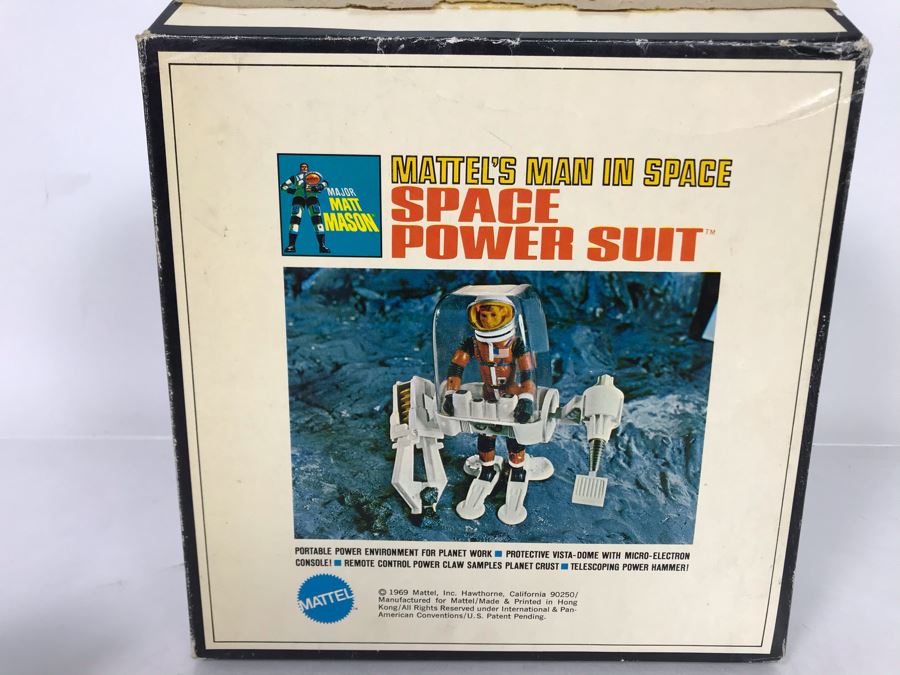 MAJOR
MATT
MASON®
MATTEL'S MAN IN SPACE
SPACE
POWER SUIT™
PORTABLE POWER ENVIRONMENT FOR PLANET WORK ■ PROTECTIVE VISTA-DOME WITH MICRO-ELECTRON
CONSOLE! ■ REMOTE CONTROL POWER CLAW SAMPLES PLANET CRUST ■ TELESCOPING POWER HAMMER!
MATTEL
© 1969 Mattel, Inc. Hawthorne, California 90250/
Manufactured for Mattel/Made & Printed in Hong
Kong/All Rights Reserved under International & Pan-
American Conventions/U.S. Patent Pending.